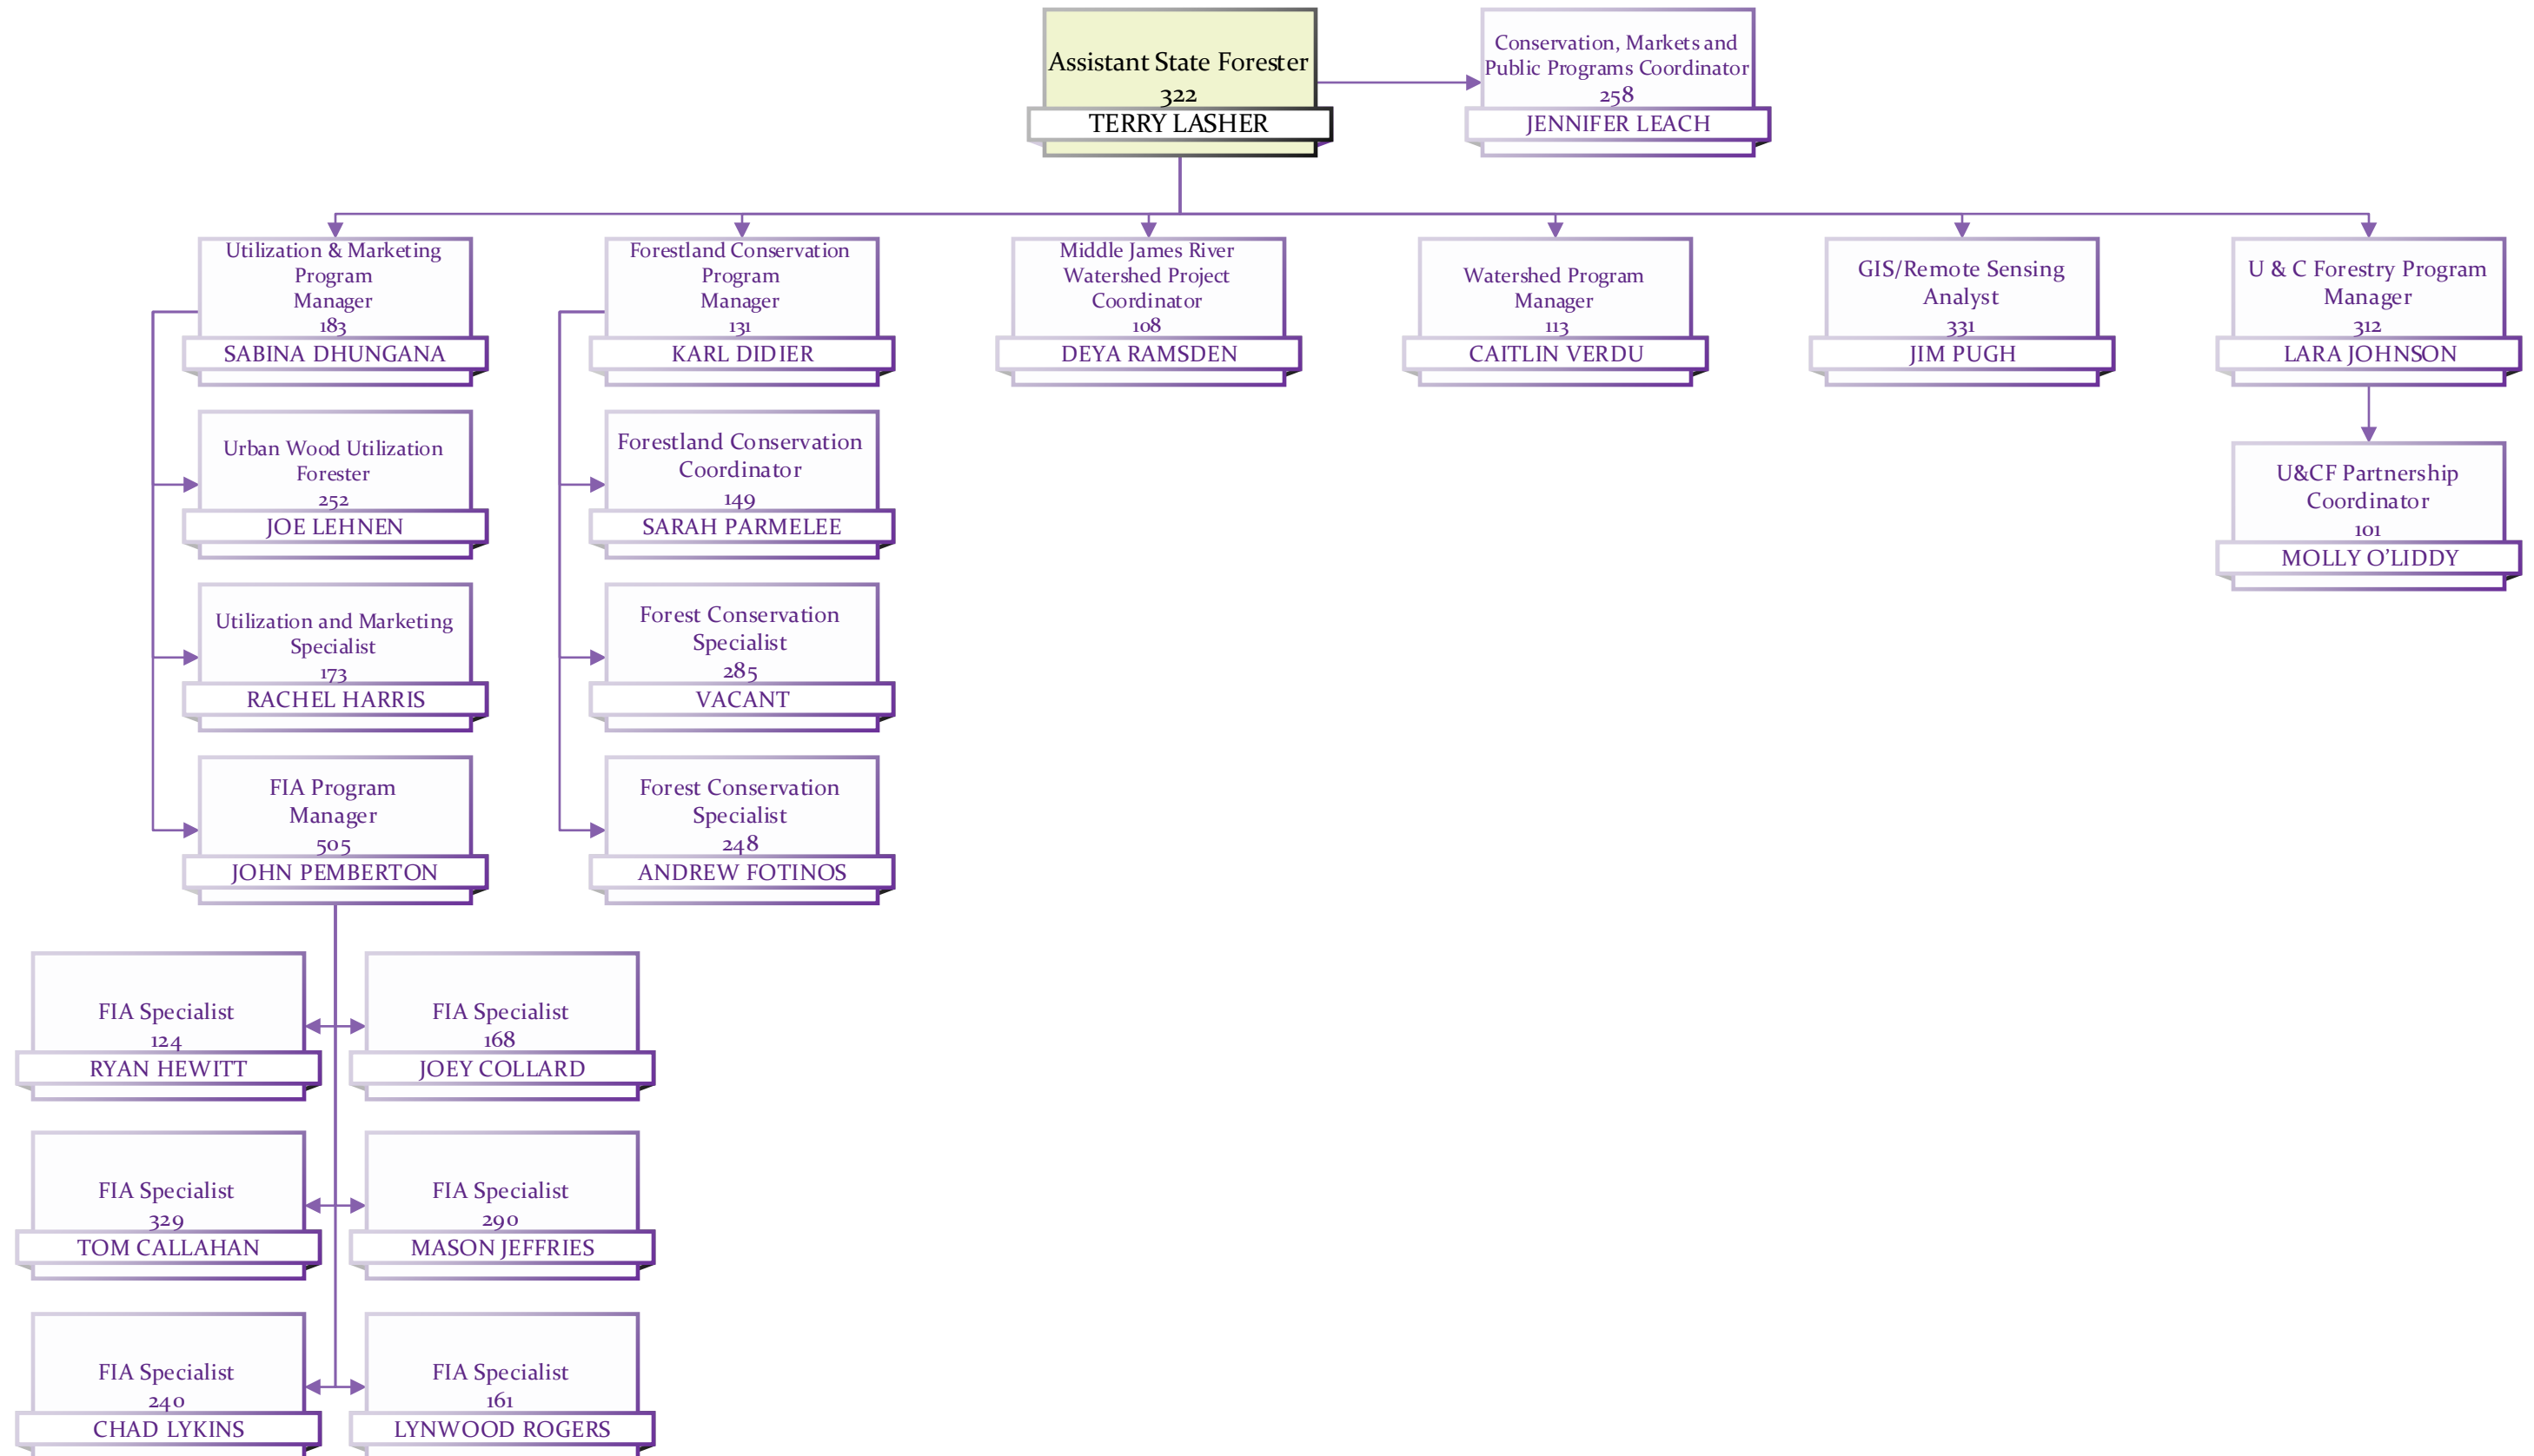 Assistant State Forester
322
TERRY LASHER
Conservation, Markets and
Public Programs Coordinator
258
JENNIFER LEACH
Utilization & Marketing
Program
Manager
183
SABINA DHUNGANA
Forestland Conservation
Program
Manager
131
KARL DIDIER
Middle James River
Watershed Project
Coordinator
108
DEYA RAMSDEN
Watershed Program
Manager
113
CAITLIN VERDU
GIS/Remote Sensing
Analyst
331
JIM PUGH
U & C Forestry Program
Manager
312
LARA JOHNSON
Urban Wood Utilization
Forester
252
JOE LEHNEN
Forestland Conservation
Coordinator
149
SARAH PARMELEE
U&CF Partnership
Coordinator
101
MOLLY O’LIDDY
Utilization and Marketing
Specialist
173
RACHEL HARRIS
Forest Conservation
Specialist
285
VACANT
FIA Program
Manager
505
JOHN PEMBERTON
Forest Conservation
Specialist
248
ANDREW FOTINOS
FIA Specialist
124
RYAN HEWITT
FIA Specialist
168
JOEY COLLARD
FIA Specialist
329
TOM CALLAHAN
FIA Specialist
290
MASON JEFFRIES
FIA Specialist
240
CHAD LYKINS
FIA Specialist
161
LYNWOOD ROGERS